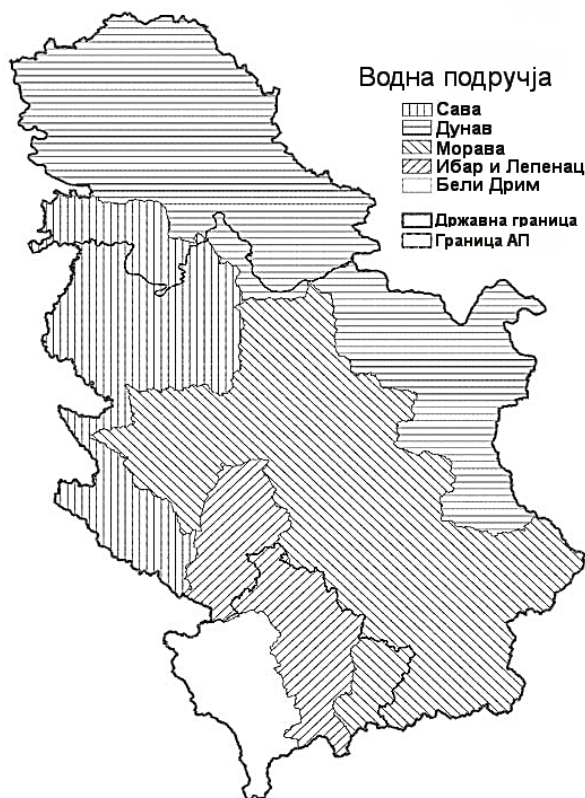 Водна подручја
Сава
Дунав
Морава
Ибар и Лепенац
Бели Дрим
Државна граница
Граница АП